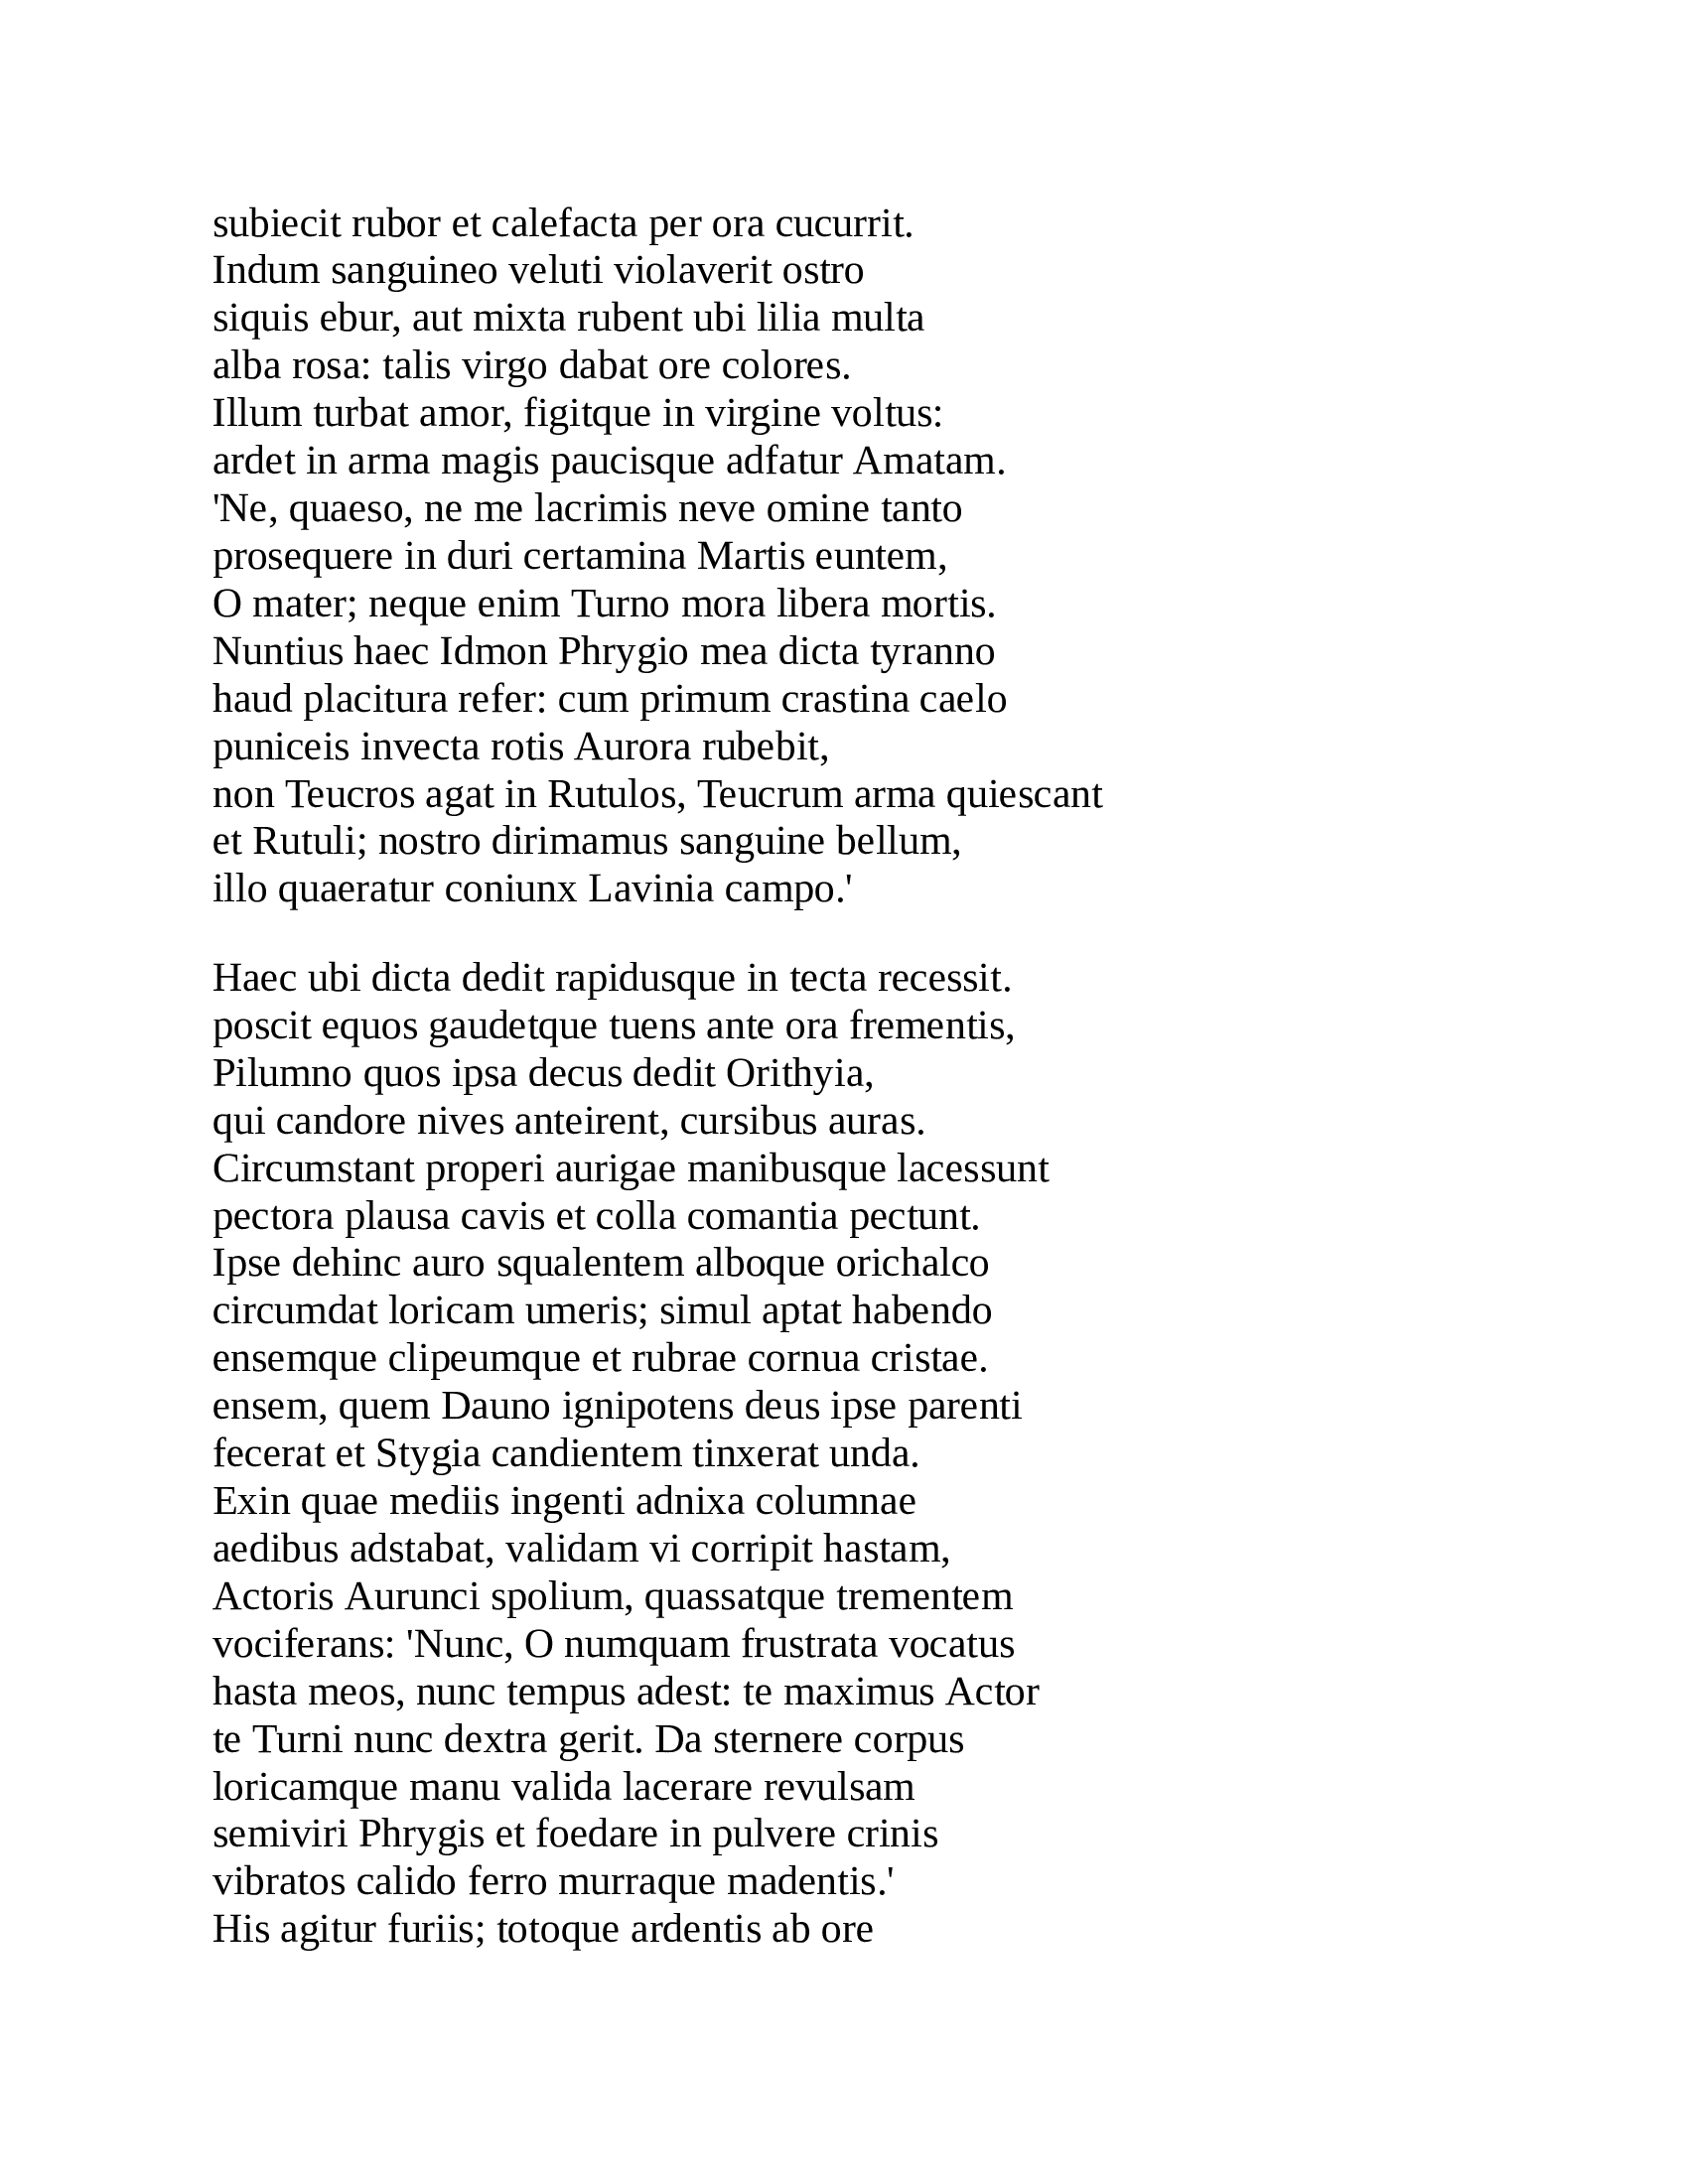 subiecit rubor et calefacta per ora cucurrit.
Indum sanguineo veluti violaverit ostro
siquis ebur, aut mixta rubent ubi lilia multa
alba rosa: talis virgo dabat ore colores.
Illum turbat amor, figitque in virgine voltus:
ardet in arma magis paucisque adfatur Amatam.
'Ne, quaeso, ne me lacrimis neve omine tanto
prosequere in duri certamina Martis euntem,
O mater; neque enim Turno mora libera mortis.
Nuntius haec Idmon Phrygio mea dicta tyranno
haud placitura refer: cum primum crastina caelo
puniceis invecta rotis Aurora rubebit,
non Teucros agat in Rutulos, Teucrum arma quiescant
et Rutuli; nostro dirimamus sanguine bellum,
illo quaeratur coniunx Lavinia campo.'

Haec ubi dicta dedit rapidusque in tecta recessit.
poscit equos gaudetque tuens ante ora frementis,
Pilumno quos ipsa decus dedit Orithyia,
qui candore nives anteirent, cursibus auras.
Circumstant properi aurigae manibusque lacessunt
pectora plausa cavis et colla comantia pectunt.
Ipse dehinc auro squalentem alboque orichalco
circumdat loricam umeris; simul aptat habendo
ensemque clipeumque et rubrae cornua cristae.
ensem, quem Dauno ignipotens deus ipse parenti
fecerat et Stygia candientem tinxerat unda.
Exin quae mediis ingenti adnixa columnae
aedibus adstabat, validam vi corripit hastam,
Actoris Aurunci spolium, quassatque trementem
vociferans: 'Nunc, O numquam frustrata vocatus
hasta meos, nunc tempus adest: te maximus Actor
te Turni nunc dextra gerit. Da sternere corpus
loricamque manu valida lacerare revulsam
semiviri Phrygis et foedare in pulvere crinis
vibratos calido ferro murraque madentis.'
His agitur furiis; totoque ardentis ab ore